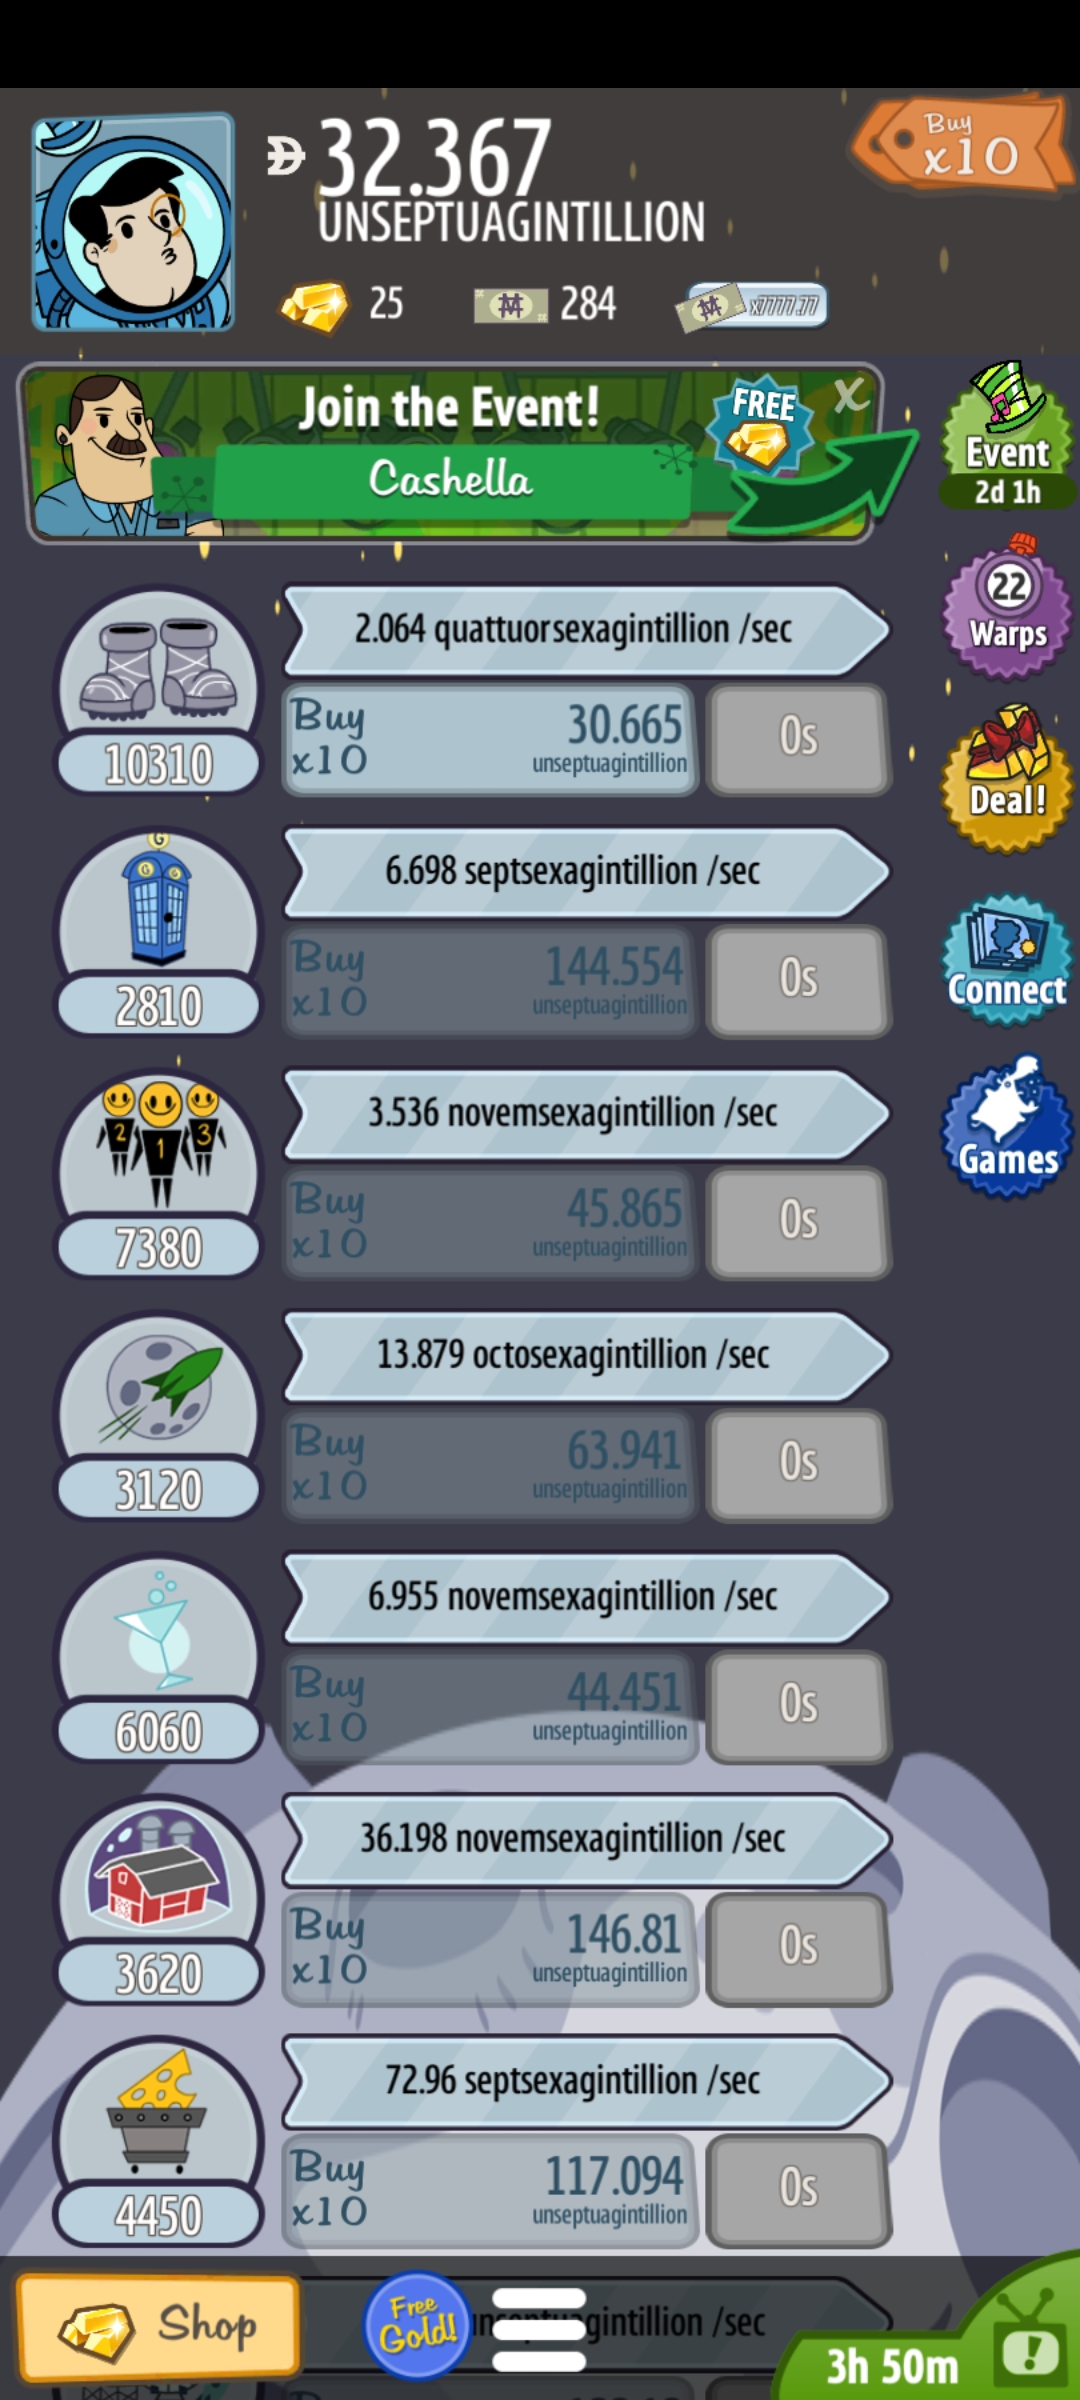 32.367
UNSEPTUAGINTILLION
Buy
x10
25
284
x7777.77
Join the Event!
Cashella
FREE
X
Event
2d 1h
2.064 quattuorsexagintillion /sec
Buy
x10
30.665
unseptuagintillion
0s
10310
22
Warps
6.698 septsexagintillion /sec
Buy
x10
144.554
unseptuagintillion
0s
G
G G
2810
Deal!
3.536 novemsexagintillion /sec
Buy
x10
45.865
unseptuagintillion
0s
2 1 3
7380
Connect
Games
13.879 octosexagintillion /sec
Buy
x10
63.941
unseptuagintillion
0s
3120
6.955 novemsexagintillion /sec
Buy
x10
44.451
unseptuagintillion
0s
6060
36.198 novemsexagintillion /sec
Buy
x10
146.81
unseptuagintillion
0s
3620
72.96 septsexagintillion /sec
Buy
x10
117.094
unseptuagintillion
0s
4450
Shop
Free
Gold!
/sec
3h 50m
!